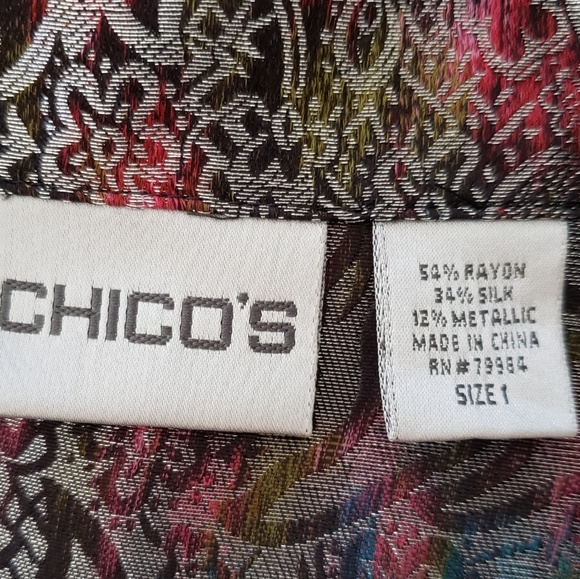 CHICO'S
54% RAYON
34% SILK
12% METALLIC
MADE IN CHINA
RN# 79984
SIZE 1